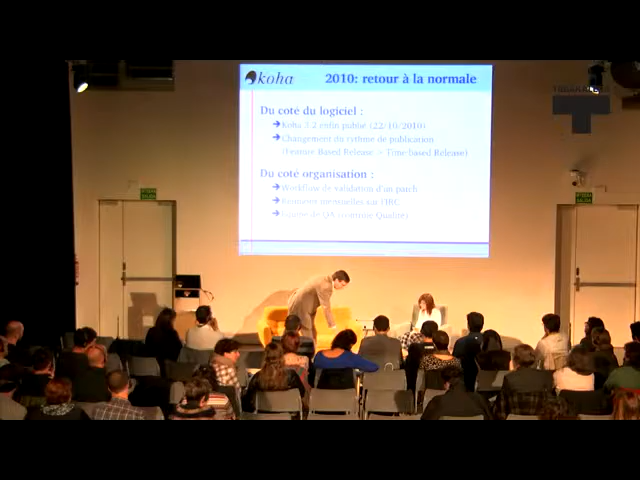 koha
2010: retour à la normale
Du coté du logiciel :
Koha 3.2 enfin publié (22/10/2010)
Changement du rythme de publication
(Feature Based Release -> Time-based Release)
Du coté organisation :
Workflow de validation d'un patch
Réunions mensuelles sur l'IRC
Equipe de QA (contrôle Qualité)